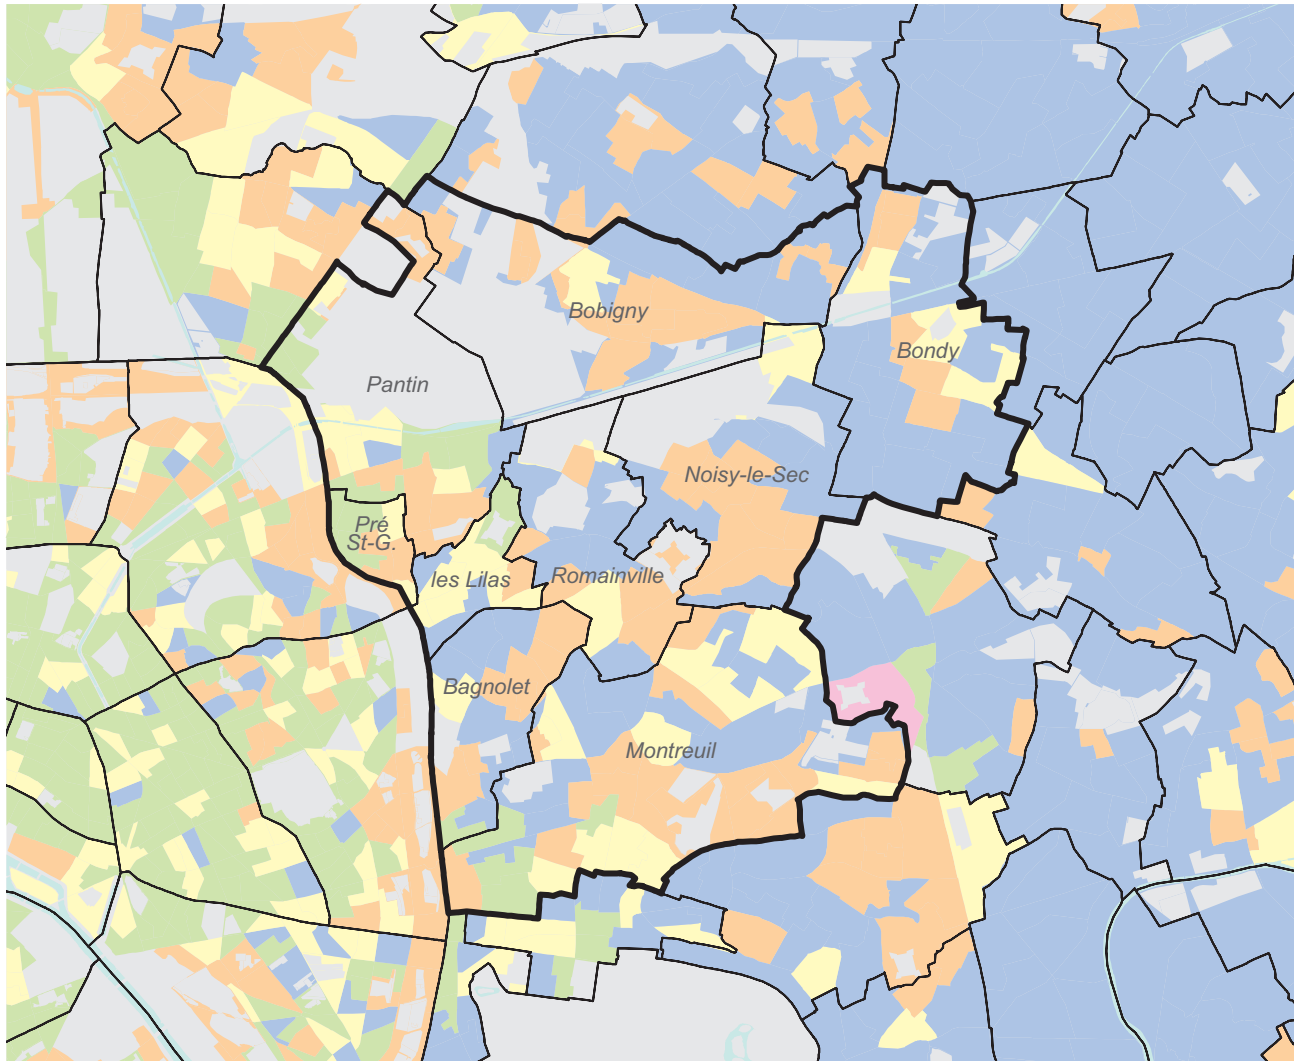 Bobigny
Bondy
Pantin
Noisy-le-Sec
Pré
St-G.
les Lilas
Romainville
Bagnolet
Montreuil